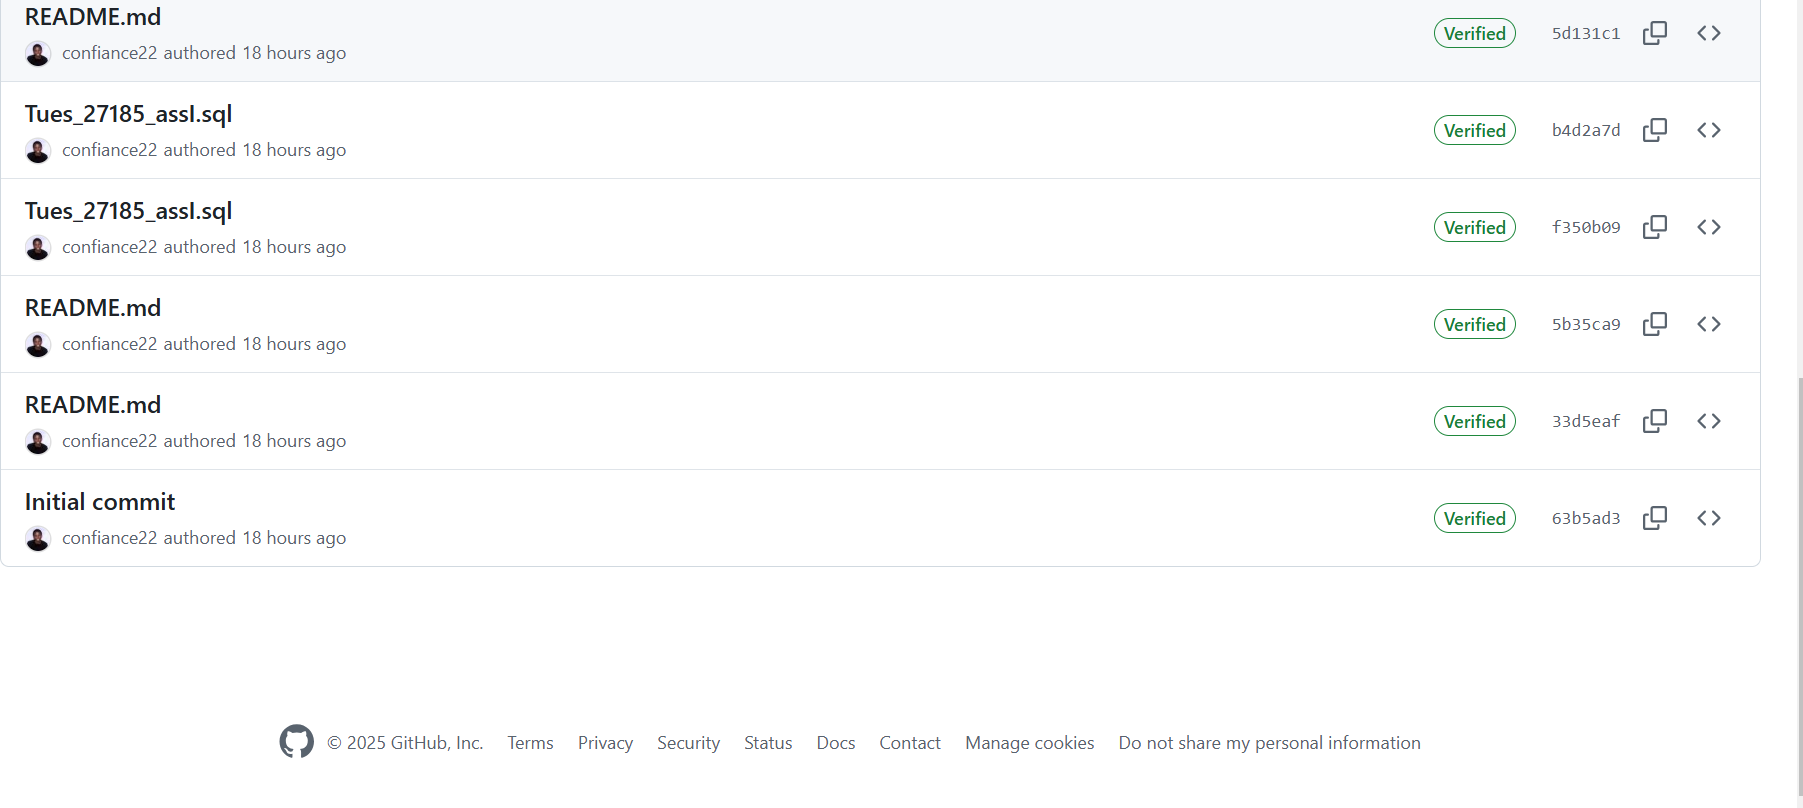 README.md
confiance22 authored 18 hours ago
Verified 5d131c1
Tues_27185_assI.sql
confiance22 authored 18 hours ago
Verified b4d2a7d
Tues_27185_assI.sql
confiance22 authored 18 hours ago
Verified f350b09
README.md
confiance22 authored 18 hours ago
Verified 5b35ca9
README.md
confiance22 authored 18 hours ago
Verified 33d5eaf
Initial commit
confiance22 authored 18 hours ago
Verified 63b5ad3
© 2025 GitHub, Inc. Terms Privacy Security Status Docs Contact Manage cookies Do not share my personal information